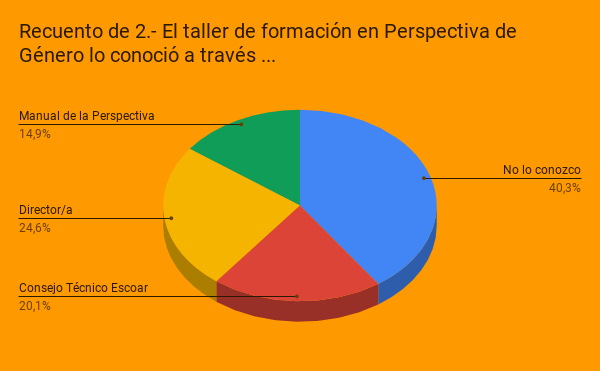 Recuento de 2.- El taller de formación en Perspectiva de
Género lo conoció a través ...
Manual de la Perspectiva
14,9%
No lo conozco
40,3%
Director/a
24,6%
Consejo Técnico Escoar
20,1%